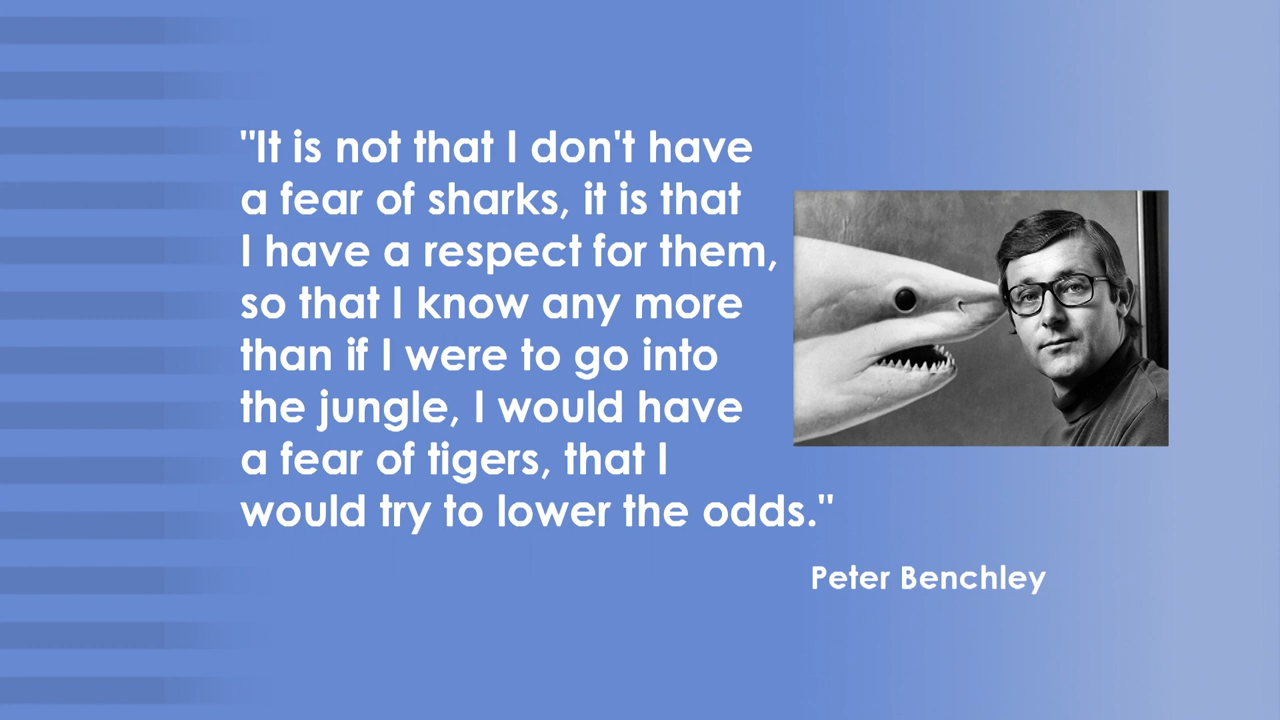 "It is not that I don't have
a fear of sharks, it is that
I have a respect for them,
so that I know any more
than if I were to go into
the jungle, I would have
a fear of tigers, that I
would try to lower the odds."
Peter Benchley